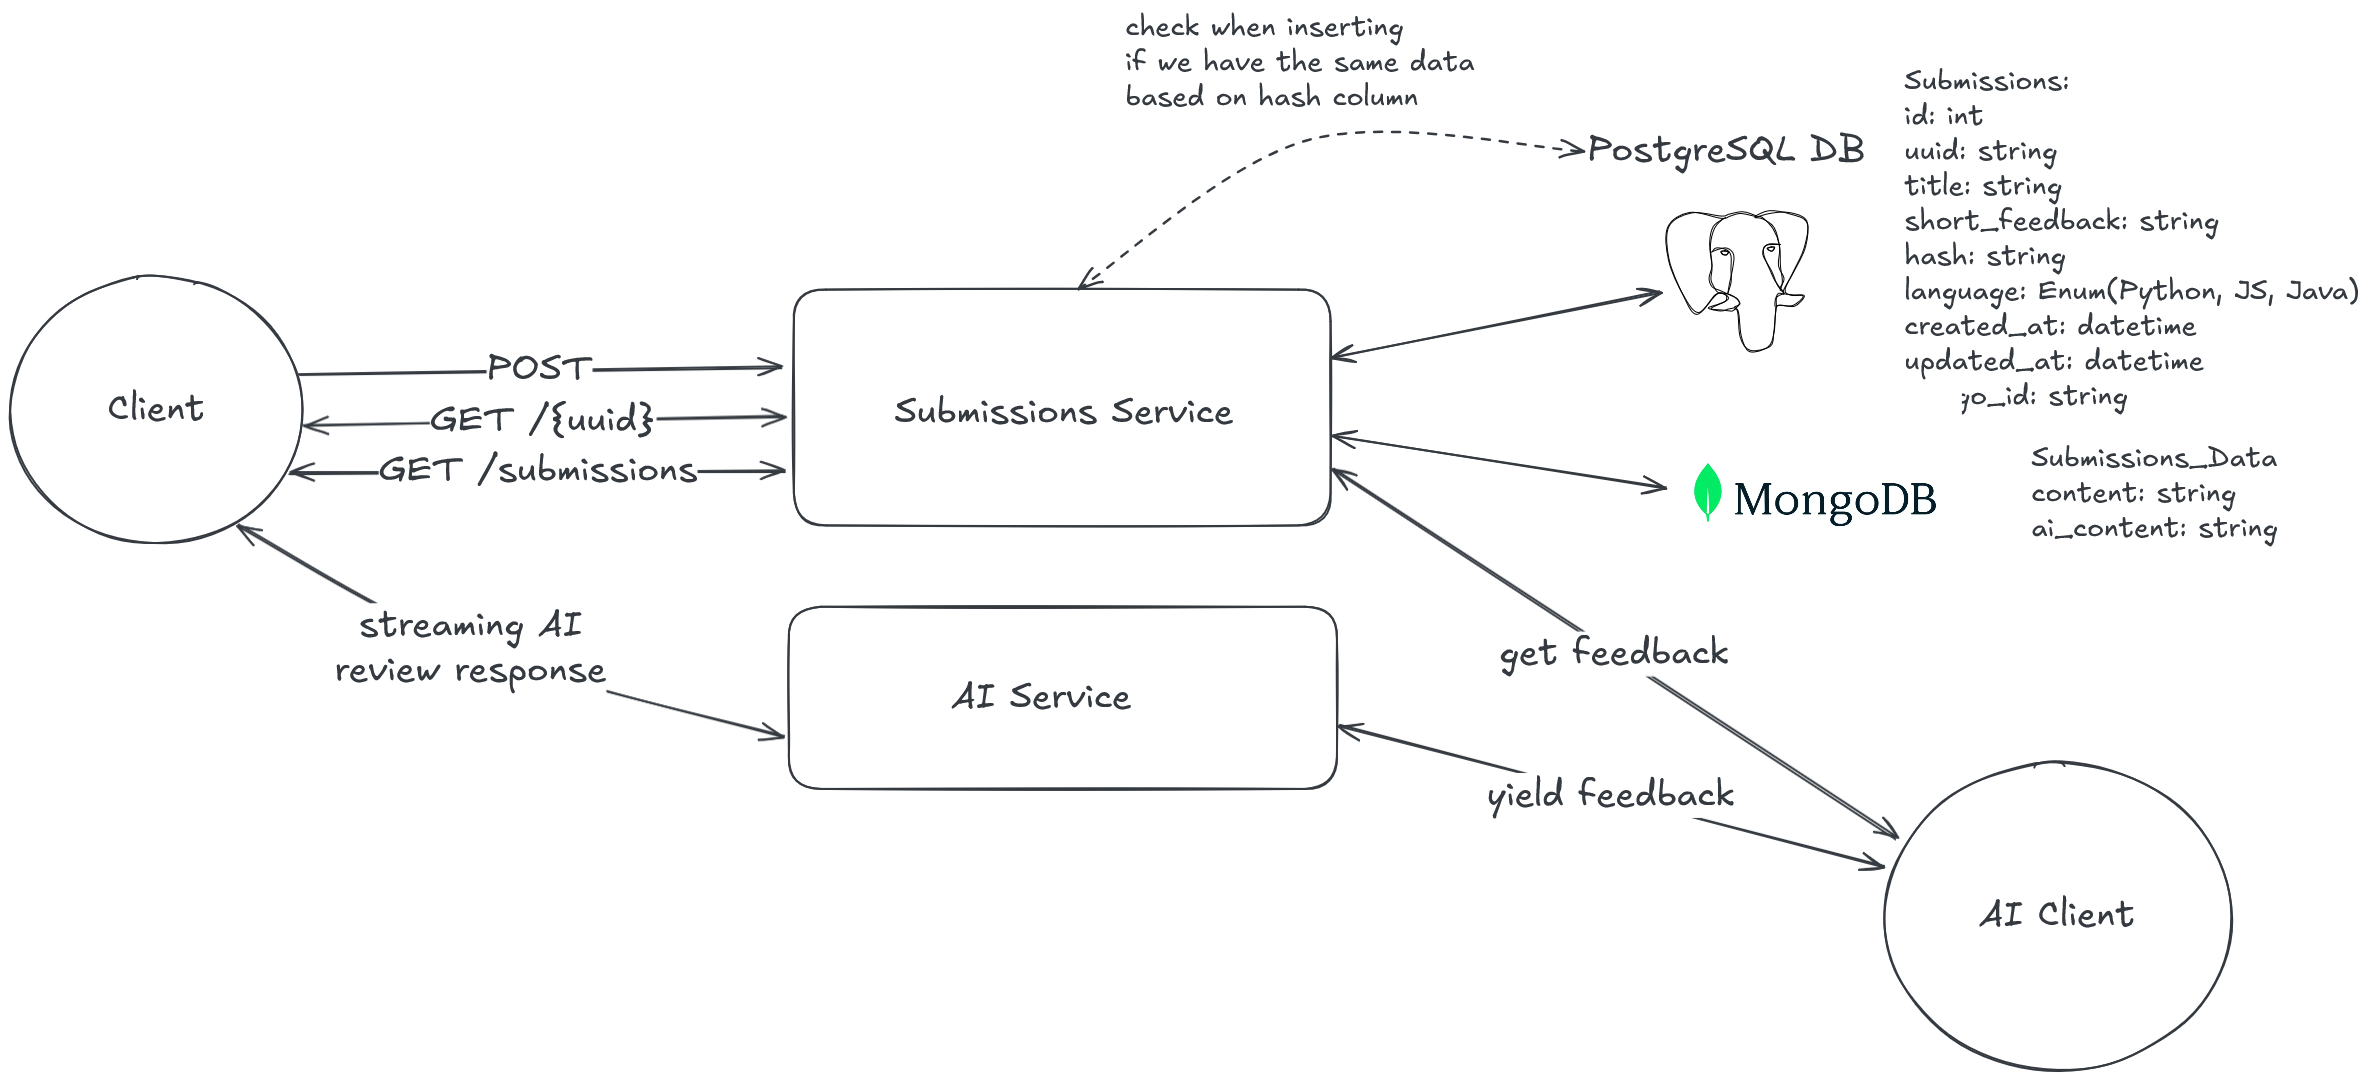 check when inserting
if we have the same data
based on hash column
PostgreSQL DB
Submissions:
id: int
uuid: string
title: string
short_feedback: string
hash: string
language: Enum(Python, JS, Java)
created_at: datetime
updated_at: datetime
go_id: string
Client
POST
GET /{uuid}
GET /submissions
Submissions Service
MongoDB
Submissions_Data
content: string
ai_content: string
streaming AI
review response
AI Service
get feedback
yield feedback
AI Client